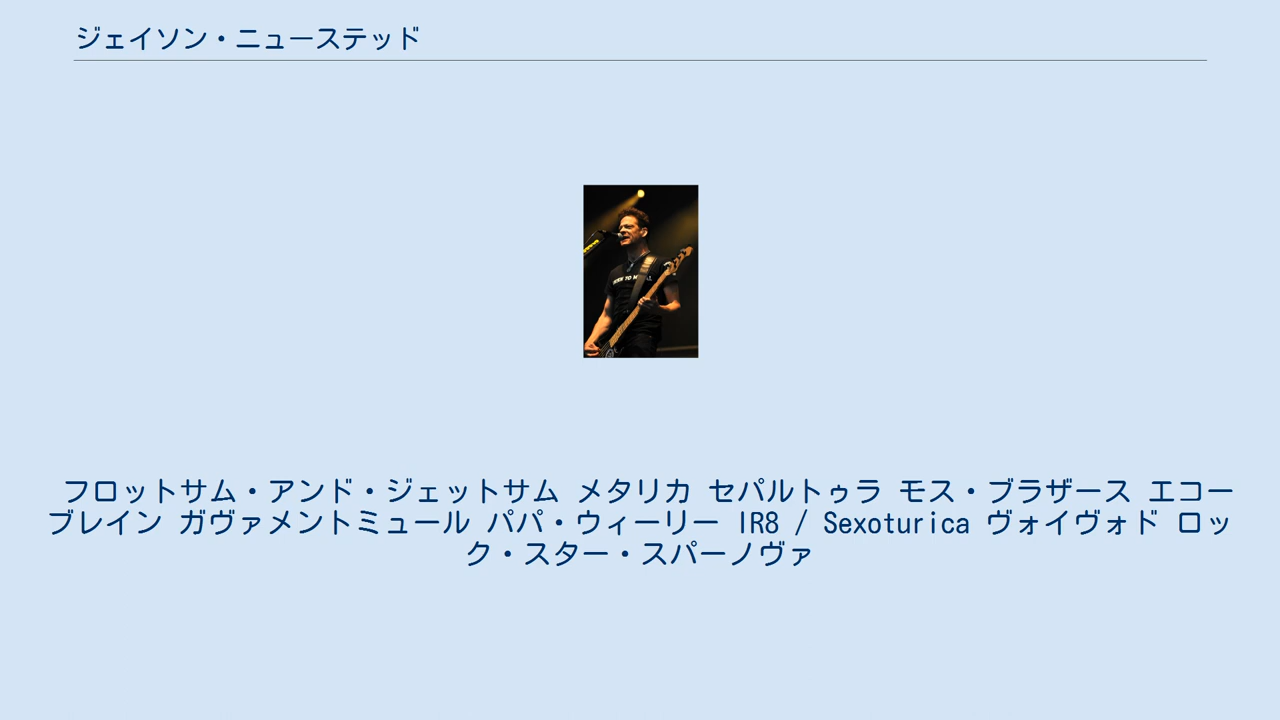 ジェイソン・ニューステッド
フロットサム・アンド・ジェットサム メタリカ セパルトゥラ モス・ブラザース エコー
ブレイン ガヴァメントミュール パパ・ウィーリー IR8 / Sexoturica ヴォイヴォド ロッ
ク・スター・スパーノヴァ